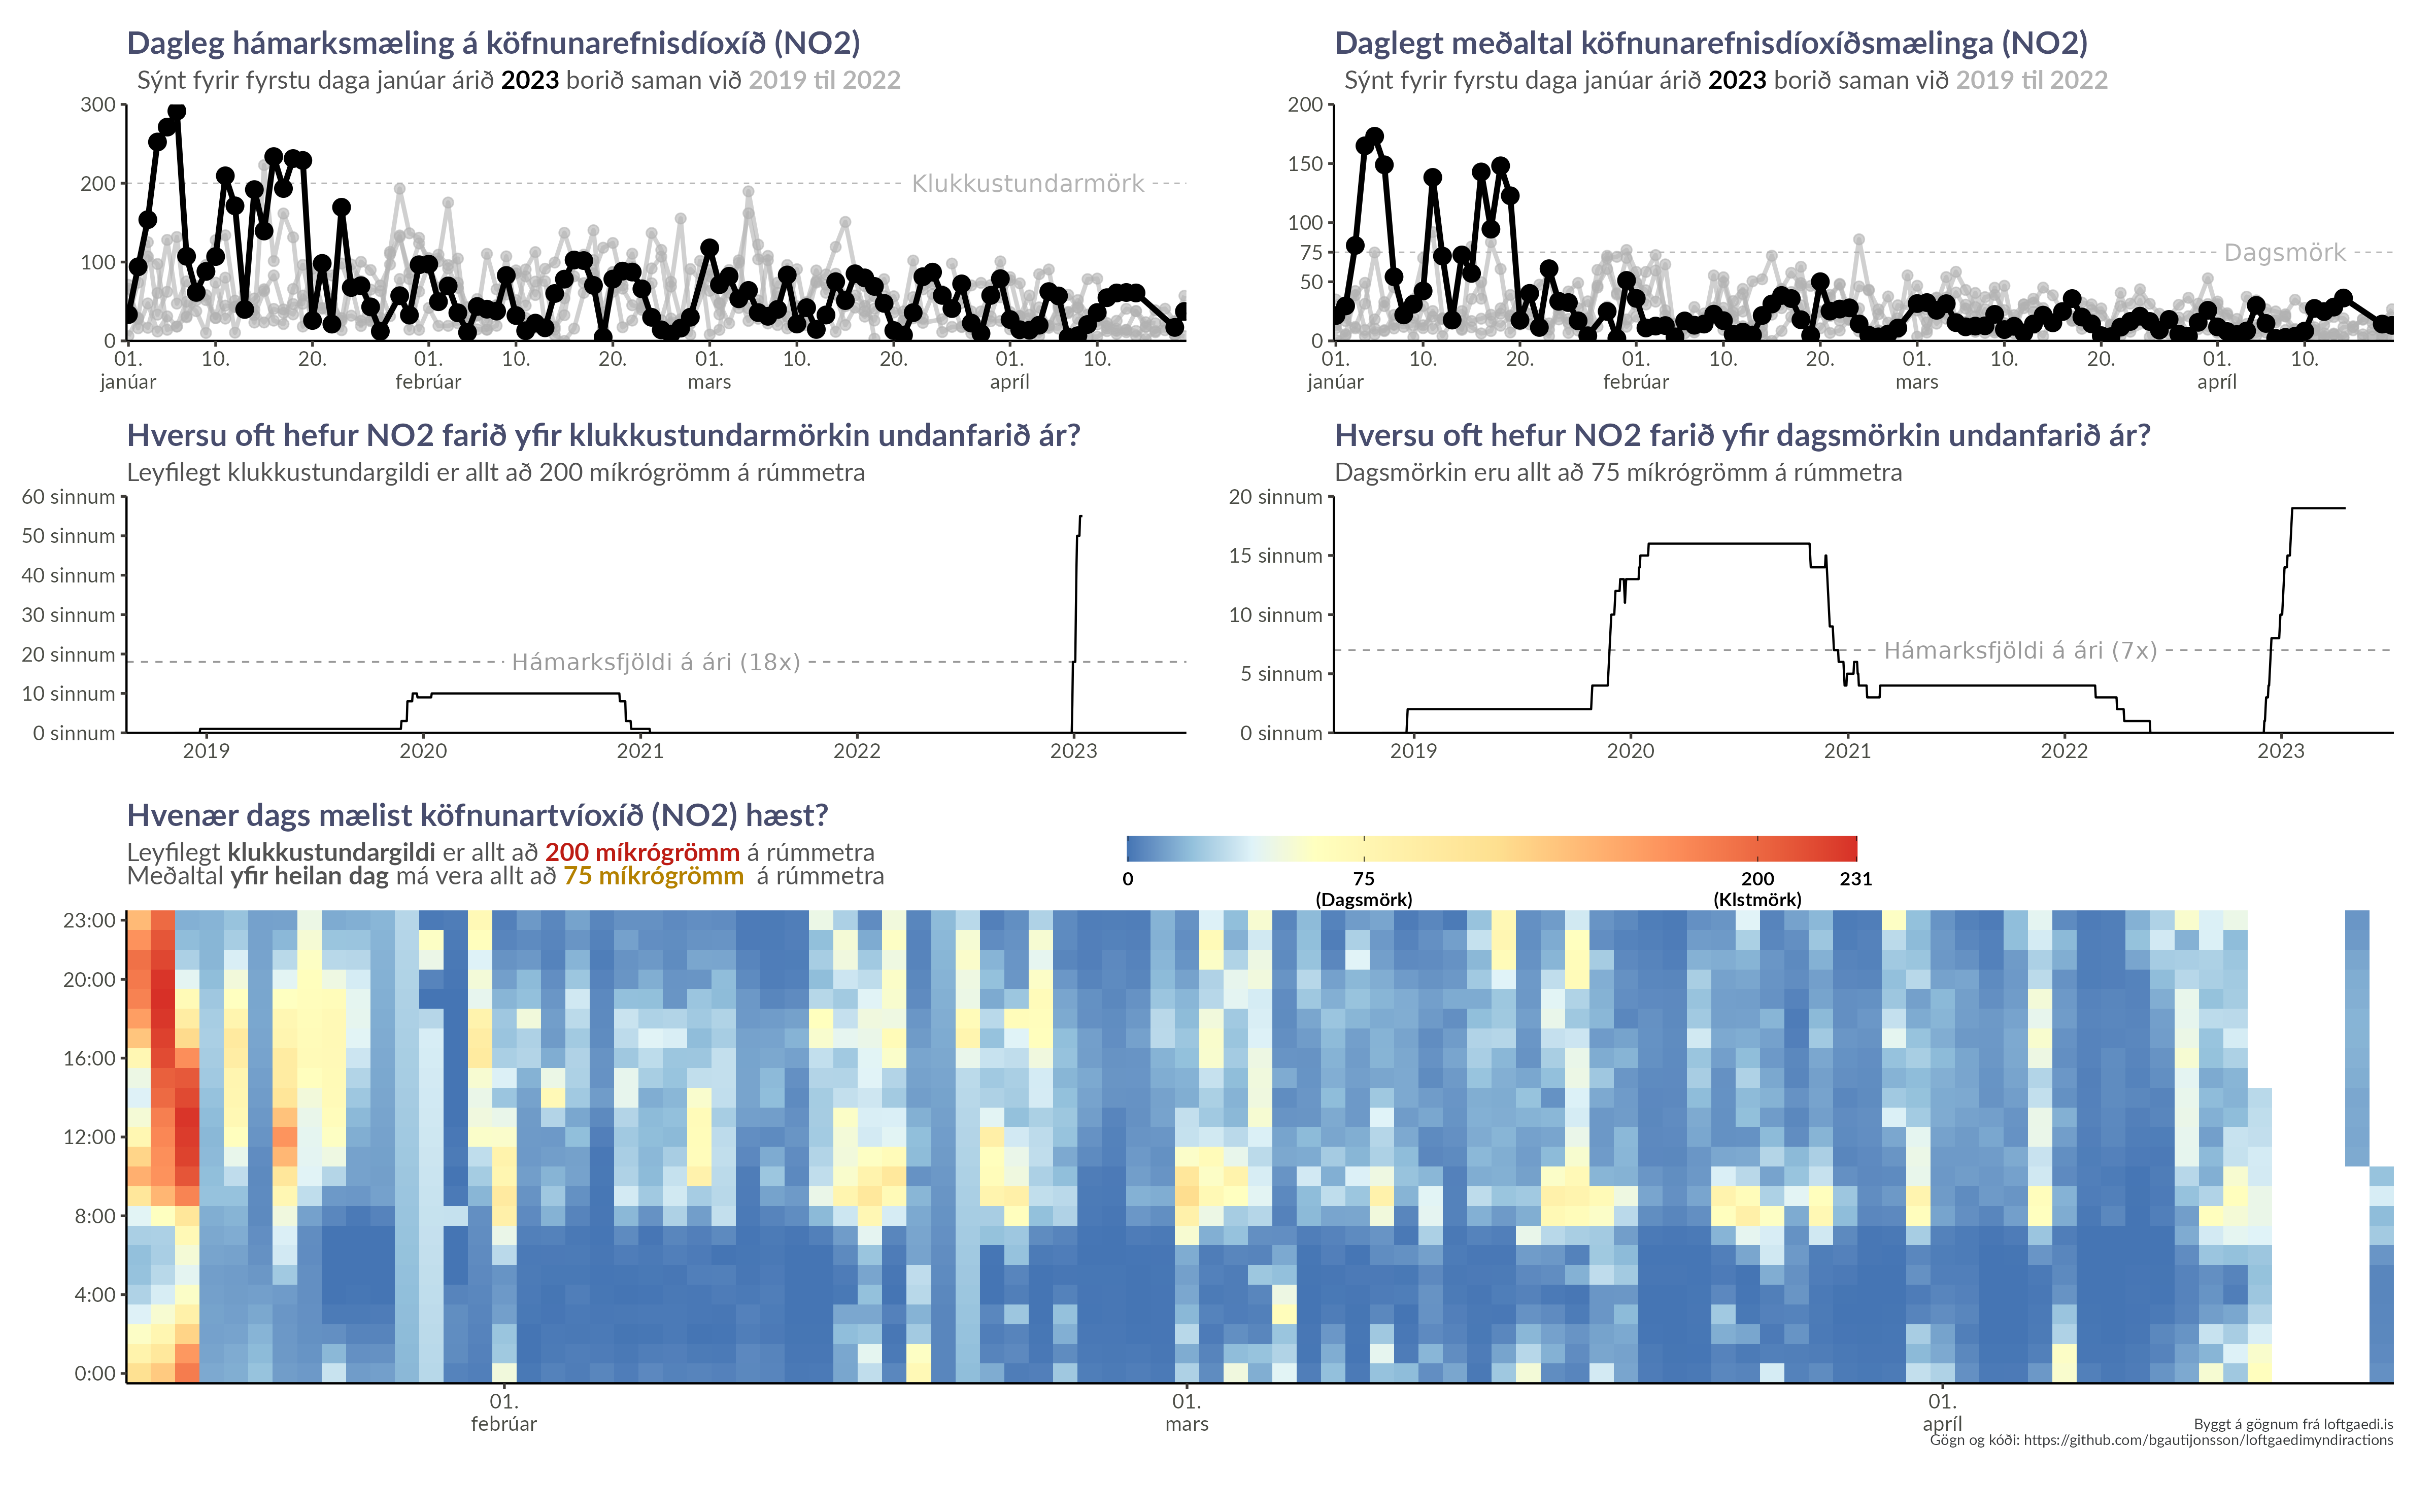 Dagleg hámarksmæling á köfnunarefnisdíoxíð (NO2)
Sýnt fyrir fyrstu daga janúar árið 2023 borið saman við 2019 til 2022
300
200
100
0
Klukkustundarmörk
01. 10. 20. 01. 10. 20. 01. 10. 20. 01. 10.
janúar febrúar mars apríl
Daglegt meðaltal köfnunarefnisdíoxíðsmælinga (NO2)
Sýnt fyrir fyrstu daga janúar árið 2023 borið saman við 2019 til 2022
200
150
100
75
50
0
Dagsmörk
01. 10. 20. 01. 10. 20. 01. 10. 20. 01. 10.
janúar febrúar mars apríl
Hversu oft hefur NO2 farið yfir klukkustundarmörkin undanfarið ár?
Leyfilegt klukkustundargildi er allt að 200 míkrógrömm á rúmmetra
60 sinnum
50 sinnum
40 sinnum
30 sinnum
20 sinnum
10 sinnum
0 sinnum
Hámarksfjöldi á ári (18x)
2019 2020 2021 2022 2023
Hversu oft hefur NO2 farið yfir dagsmörkin undanfarið ár?
Dagsmörkin eru allt að 75 míkrógrömm á rúmmetra
20 sinnum
15 sinnum
10 sinnum
5 sinnum
0 sinnum
Hámarksfjöldi á ári (7x)
2019 2020 2021 2022 2023
Hvenær dags mælist köfnunartvíoxíð (NO2) hæst?
Leyfilegt klukkustundargildi er allt að 200 míkrógrömm á rúmmetra
Meðaltal yfir heilan dag má vera allt að 75 míkrógrömm á rúmmetra
0 75 200 231
(Dagsmörk) (Klstmörk)
23:00
20:00
16:00
12:00
8:00
4:00
0:00
01. 01. 01.
febrúar mars apríl
Byggt á gögnum frá loftgaedi.is
Gögn og kóði: https://github.com/bgautijonsson/loftgaedimyndiractions